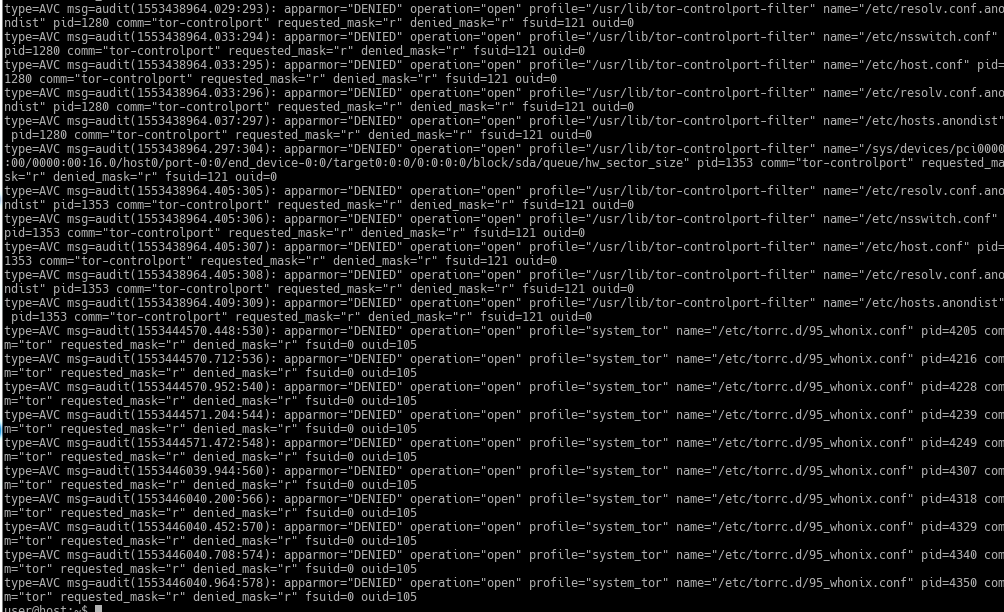 type=AVC msg=audit(1553438964.029:293): apparmor="DENIED" operation="open" profile="/usr/lib/tor-controlport-filter" name="/etc/resolv.conf.ano
ndist" pid=1280 comm="tor-controlport" requested_mask="r" denied_mask="r" fsuid=121 ouid=0
type=AVC msg=audit(1553438964.033:294): apparmor="DENIED" operation="open" profile="/usr/lib/tor-controlport-filter" name="/etc/nsswitch.conf"
pid=1280 comm="tor-controlport" requested_mask="r" denied_mask="r" fsuid=121 ouid=0
type=AVC msg=audit(1553438964.033:295): apparmor="DENIED" operation="open" profile="/usr/lib/tor-controlport-filter" name="/etc/host.conf" pid=
1280 comm="tor-controlport" requested_mask="r" denied_mask="r" fsuid=121 ouid=0
type=AVC msg=audit(1553438964.033:296): apparmor="DENIED" operation="open" profile="/usr/lib/tor-controlport-filter" name="/etc/resolv.conf.ano
ndist" pid=1280 comm="tor-controlport" requested_mask="r" denied_mask="r" fsuid=121 ouid=0
type=AVC msg=audit(1553438964.037:297): apparmor="DENIED" operation="open" profile="/usr/lib/tor-controlport-filter" name="/etc/hosts.anondist"
pid=1280 comm="tor-controlport" requested_mask="r" denied_mask="r" fsuid=121 ouid=0
type=AVC msg=audit(1553438964.297:304): apparmor="DENIED" operation="open" profile="/usr/lib/tor-controlport-filter" name="/sys/devices/pci0000
:00/0000:00:16.0/host0/port-0:0/end_device-0:0/target0:0:0/0:0:0:0/block/sda/queue/hw_sector_size" pid=1353 comm="tor-controlport" requested_ma
sk="r" denied_mask="r" fsuid=121 ouid=0
type=AVC msg=audit(1553438964.405:305): apparmor="DENIED" operation="open" profile="/usr/lib/tor-controlport-filter" name="/etc/resolv.conf.ano
ndist" pid=1353 comm="tor-controlport" requested_mask="r" denied_mask="r" fsuid=121 ouid=0
type=AVC msg=audit(1553438964.405:306): apparmor="DENIED" operation="open" profile="/usr/lib/tor-controlport-filter" name="/etc/nsswitch.conf"
pid=1353 comm="tor-controlport" requested_mask="r" denied_mask="r" fsuid=121 ouid=0
type=AVC msg=audit(1553438964.405:307): apparmor="DENIED" operation="open" profile="/usr/lib/tor-controlport-filter" name="/etc/host.conf" pid=
1353 comm="tor-controlport" requested_mask="r" denied_mask="r" fsuid=121 ouid=0
type=AVC msg=audit(1553438964.405:308): apparmor="DENIED" operation="open" profile="/usr/lib/tor-controlport-filter" name="/etc/resolv.conf.ano
ndist" pid=1353 comm="tor-controlport" requested_mask="r" denied_mask="r" fsuid=121 ouid=0
type=AVC msg=audit(1553438964.409:309): apparmor="DENIED" operation="open" profile="/usr/lib/tor-controlport-filter" name="/etc/hosts.anondist"
pid=1353 comm="tor-controlport" requested_mask="r" denied_mask="r" fsuid=121 ouid=0
type=AVC msg=audit(1553444570.448:530): apparmor="DENIED" operation="open" profile="system_tor" name="/etc/torrc.d/95_whonix.conf" pid=4205 com
m="tor" requested_mask="r" denied_mask="r" fsuid=0 ouid=105
type=AVC msg=audit(1553444570.712:536): apparmor="DENIED" operation="open" profile="system_tor" name="/etc/torrc.d/95_whonix.conf" pid=4216 com
m="tor" requested_mask="r" denied_mask="r" fsuid=0 ouid=105
type=AVC msg=audit(1553444570.952:540): apparmor="DENIED" operation="open" profile="system_tor" name="/etc/torrc.d/95_whonix.conf" pid=4228 com
m="tor" requested_mask="r" denied_mask="r" fsuid=0 ouid=105
type=AVC msg=audit(1553444571.204:544): apparmor="DENIED" operation="open" profile="system_tor" name="/etc/torrc.d/95_whonix.conf" pid=4239 com
m="tor" requested_mask="r" denied_mask="r" fsuid=0 ouid=105
type=AVC msg=audit(1553444571.472:548): apparmor="DENIED" operation="open" profile="system_tor" name="/etc/torrc.d/95_whonix.conf" pid=4249 com
m="tor" requested_mask="r" denied_mask="r" fsuid=0 ouid=105
type=AVC msg=audit(1553446039.944:560): apparmor="DENIED" operation="open" profile="system_tor" name="/etc/torrc.d/95_whonix.conf" pid=4307 com
m="tor" requested_mask="r" denied_mask="r" fsuid=0 ouid=105
type=AVC msg=audit(1553446040.200:566): apparmor="DENIED" operation="open" profile="system_tor" name="/etc/torrc.d/95_whonix.conf" pid=4318 com
m="tor" requested_mask="r" denied_mask="r" fsuid=0 ouid=105
type=AVC msg=audit(1553446040.452:570): apparmor="DENIED" operation="open" profile="system_tor" name="/etc/torrc.d/95_whonix.conf" pid=4329 com
m="tor" requested_mask="r" denied_mask="r" fsuid=0 ouid=105
type=AVC msg=audit(1553446040.708:574): apparmor="DENIED" operation="open" profile="system_tor" name="/etc/torrc.d/95_whonix.conf" pid=4340 com
m="tor" requested_mask="r" denied_mask="r" fsuid=0 ouid=105
type=AVC msg=audit(1553446040.964:578): apparmor="DENIED" operation="open" profile="system_tor" name="/etc/torrc.d/95_whonix.conf" pid=4350 com
m="tor" requested_mask="r" denied_mask="r" fsuid=0 ouid=105
user@host:~$